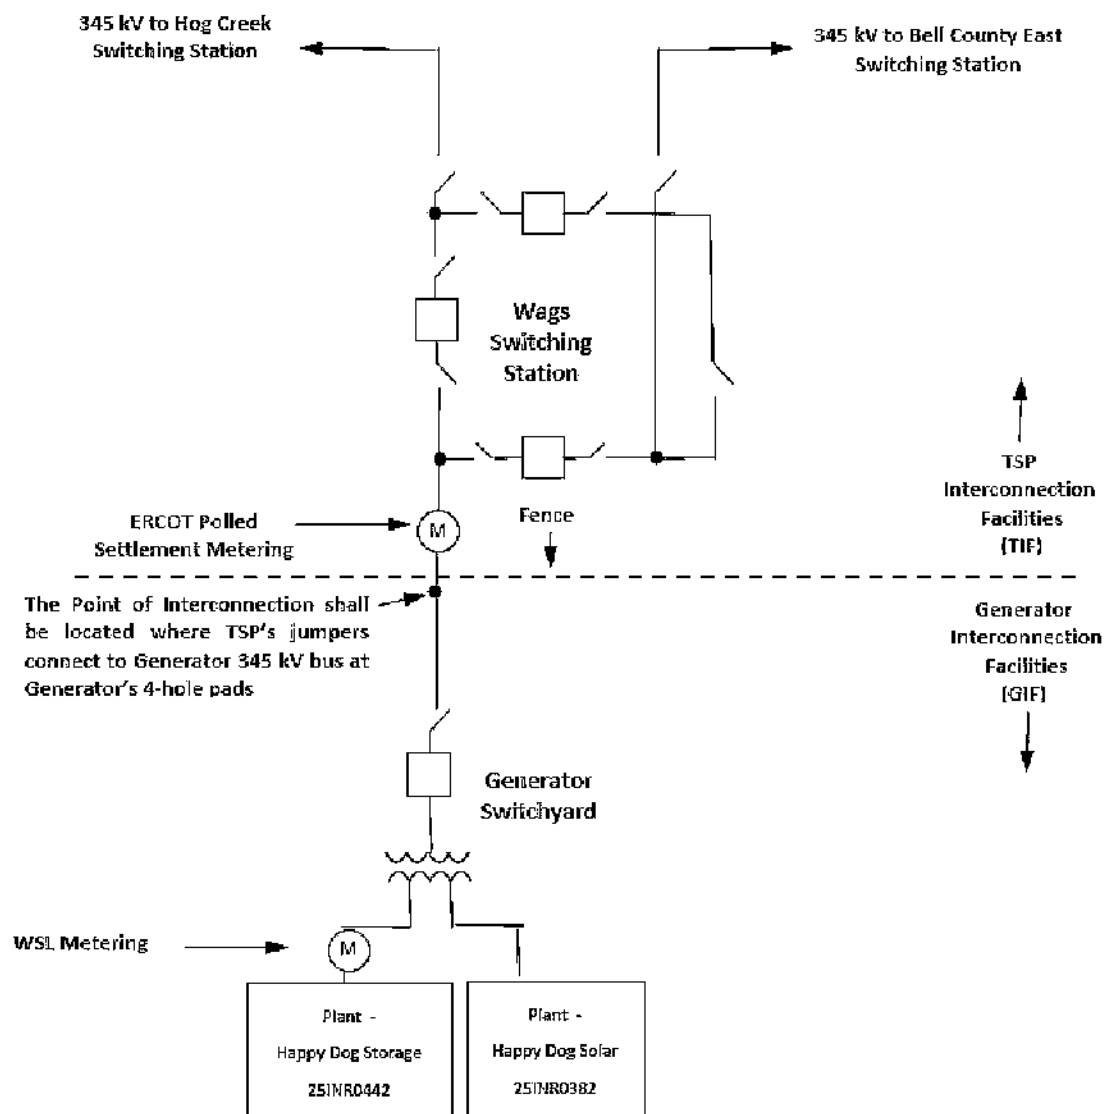 345 kV to Hog Creek
Switching Station
345 kV to Bell County East
Switching Station
Wags
Switching
Station
TSP
Interconnection
Facilities
(TIF)
ERCOT Polled
Settlement Metering
M
Fence
The Point of Interconnection shall
be located where TSP's jumpers
connect to Generator 345 kV bus at
Generator's 4-hole pads
Generator
Interconnection
Facilities
(GIF)
Generator
Switchyard
WSL Metering
M
Plant -
Happy Dog Storage
25INR0442
Plant -
Happy Dog Solar
25INR0382